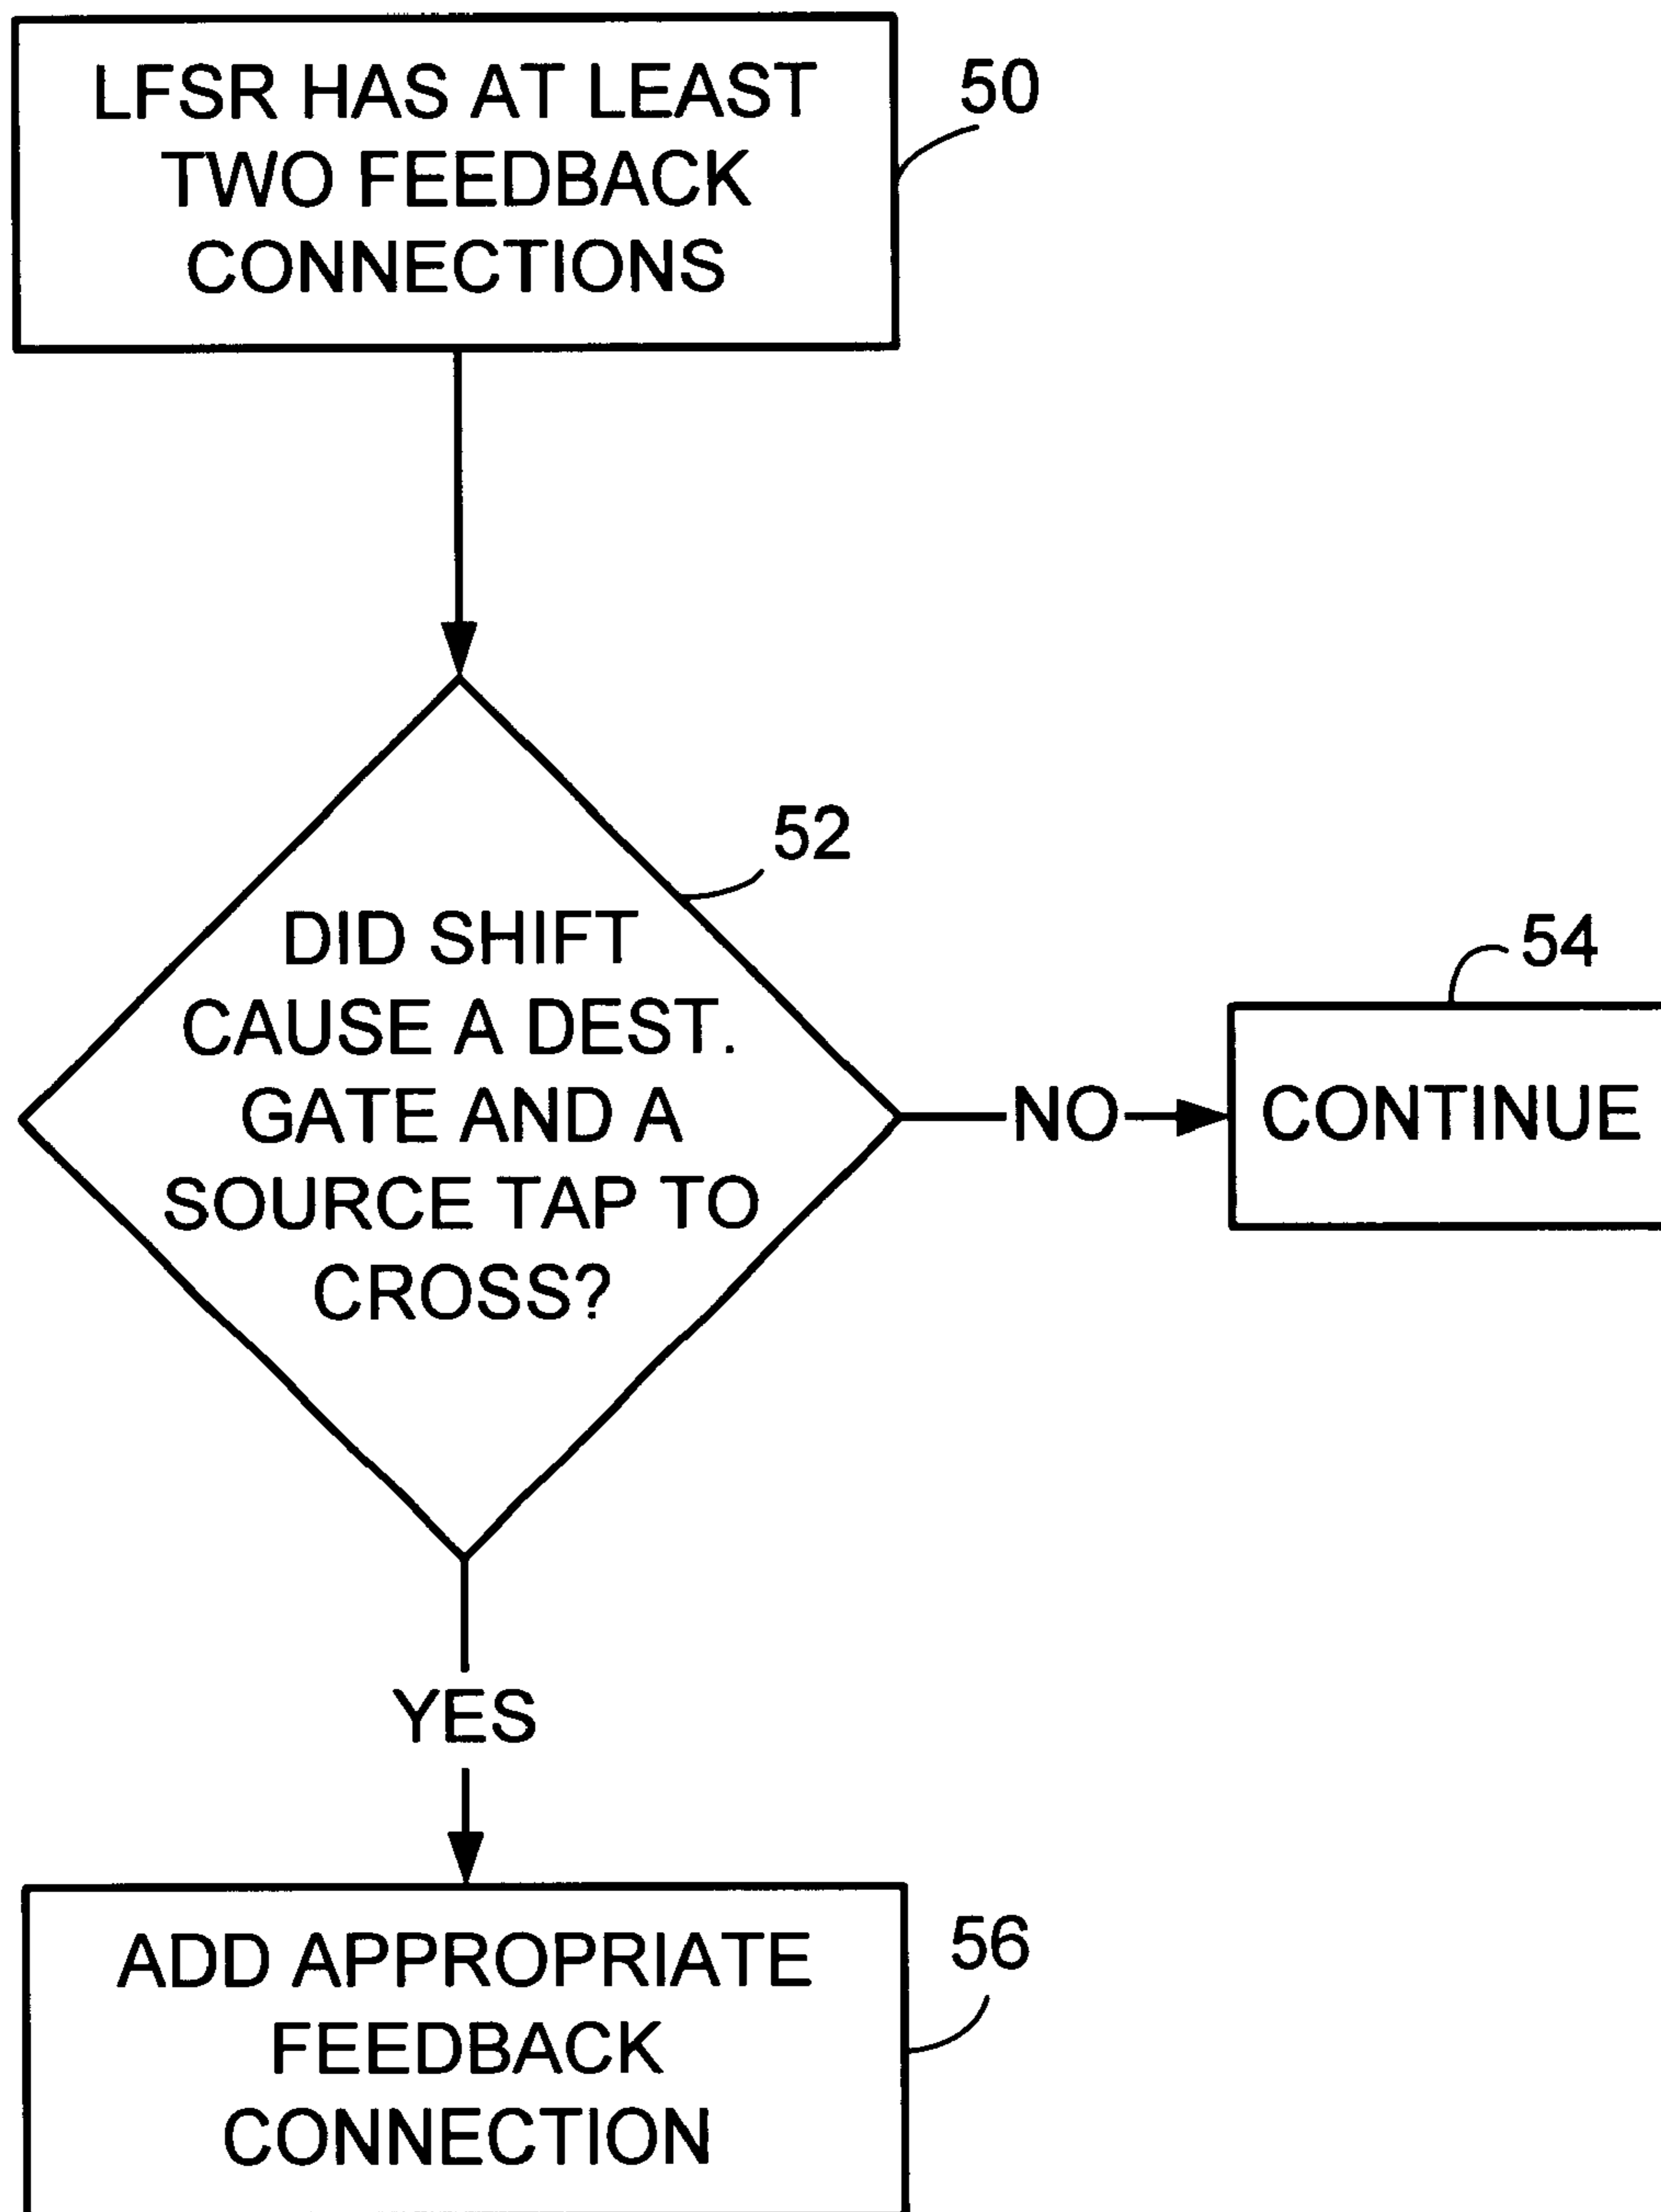 LFSR HAS AT LEAST
TWO FEEDBACK
CONNECTIONS
50
52
DID SHIFT
CAUSE A DEST.
GATE AND A
SOURCE TAP TO
CROSS?
54
NO
CONTINUE
YES
56
ADD APPROPRIATE
FEEDBACK
CONNECTION